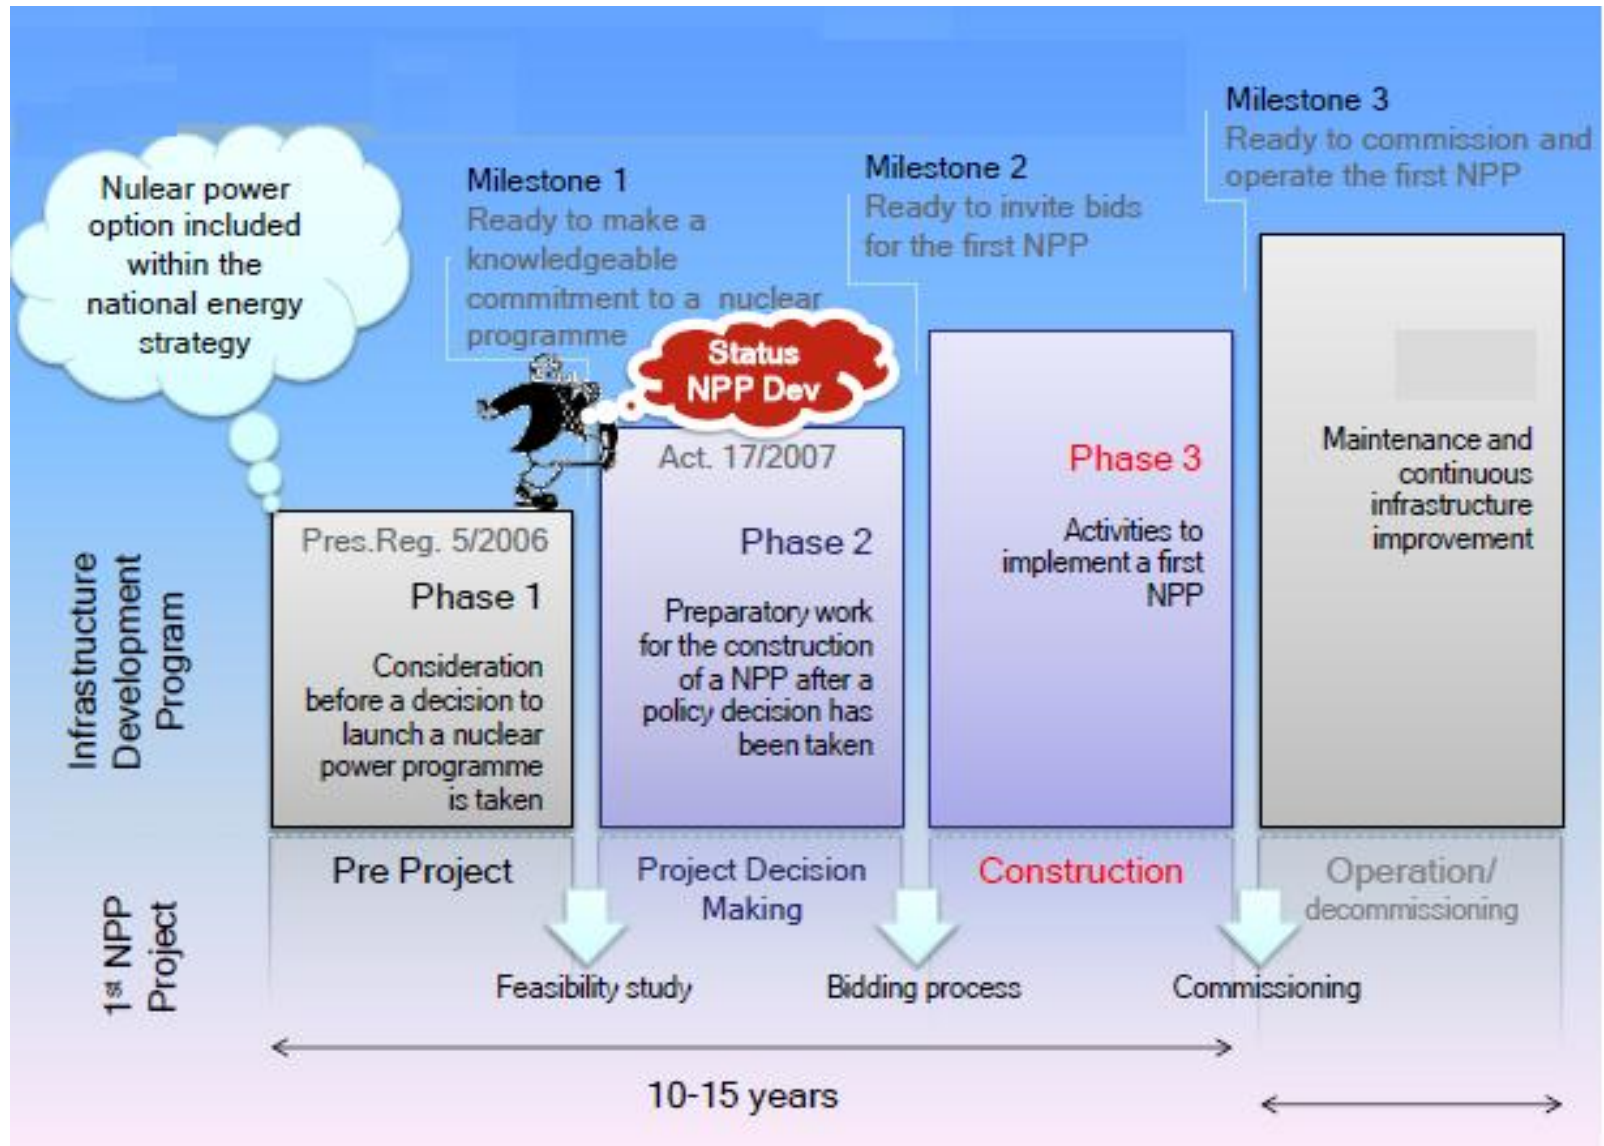 Nulear power
option included
within the
national energy
strategy
Milestone 1
Ready to make a
knowledgeable
commitment to a nuclear
programme
Milestone 2
Ready to invite bids
for the first NPP
Milestone 3
Ready to commission and
operate the first NPP
Status
NPP Dev
Infrastructure
Development
Program
Pres.Reg. 5/2006
Phase 1
Consideration
before a decision to
launch a nuclear
power programme
is taken
Act. 17/2007
Phase 2
Preparatory work
for the construction
of a NPP after a
policy decision has
been taken
Phase 3
Activities to
implement a first
NPP
Maintenance and
continuous
infrastructure
improvement
1st NPP
Project
Pre Project
Project Decision
Making
Construction
Operation/
decommissioning
Feasibility study
Bidding process
Commissioning
10-15 years